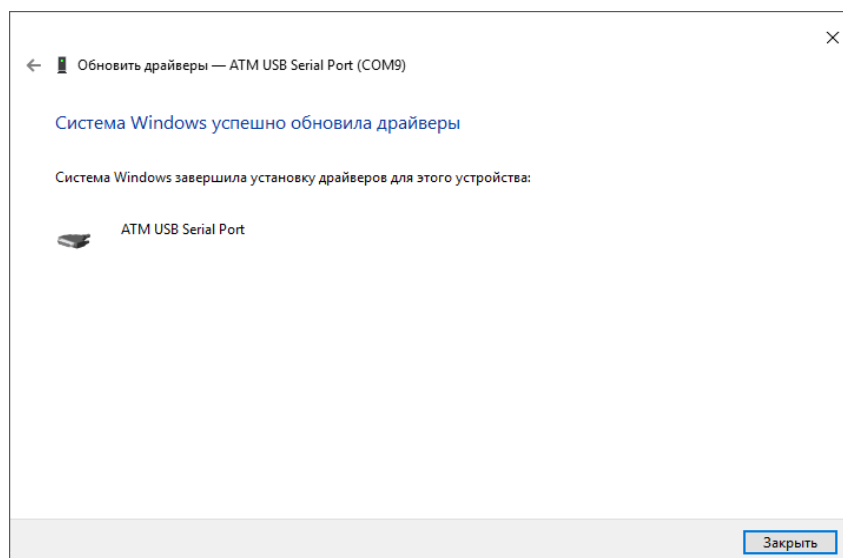 Обновить драйверы — ATM USB Serial Port (COM9)
Система Windows успешно обновила драйверы
Система Windows завершила установку драйверов для этого устройства:
ATM USB Serial Port
Закрыть